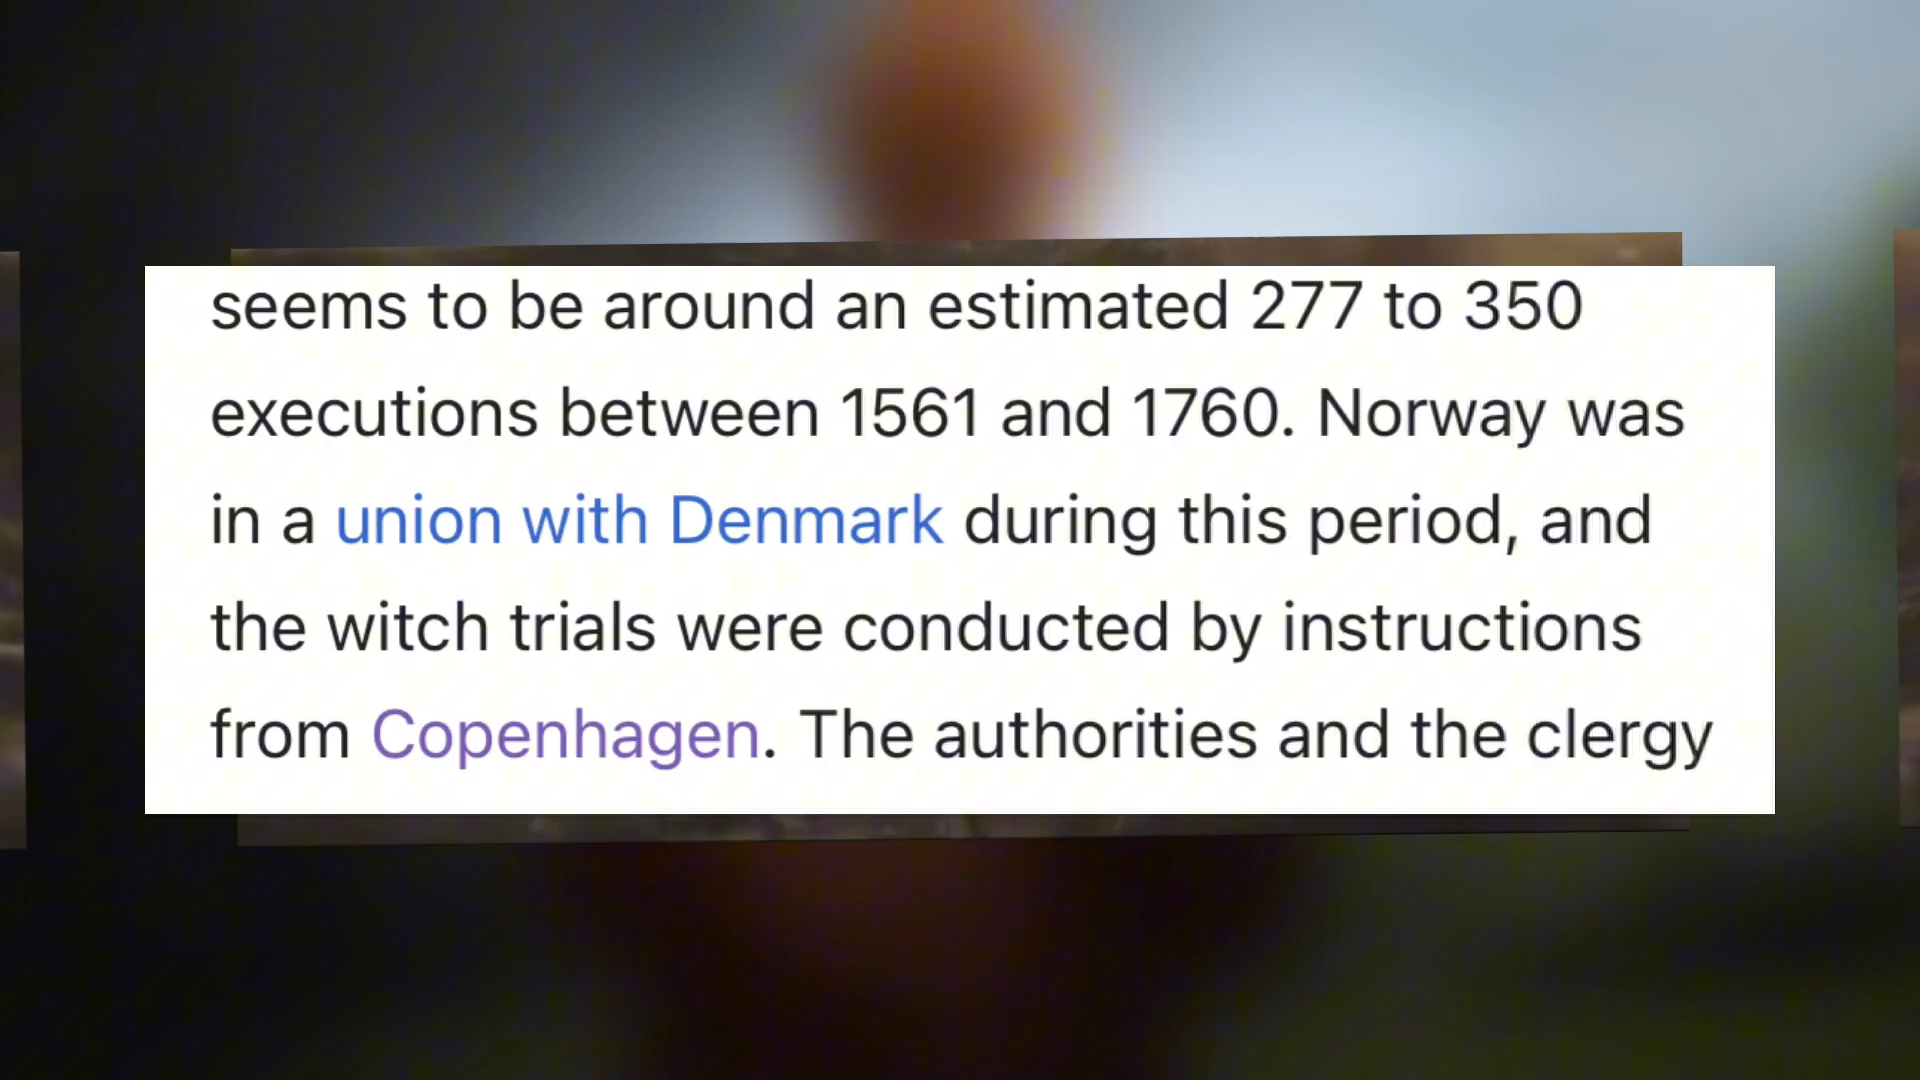 seems to be around an estimated 277 to 350
executions between 1561 and 1760. Norway was
in a union with Denmark during this period, and
the witch trials were conducted by instructions
from Copenhagen. The authorities and the clergy